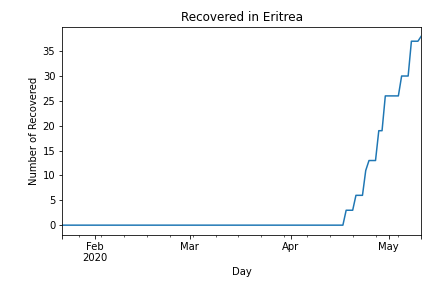 Recovered in Eritrea
Number of Recovered
35
30
25
20
15
10
5
0
Feb
2020
Mar
Apr
May
Day